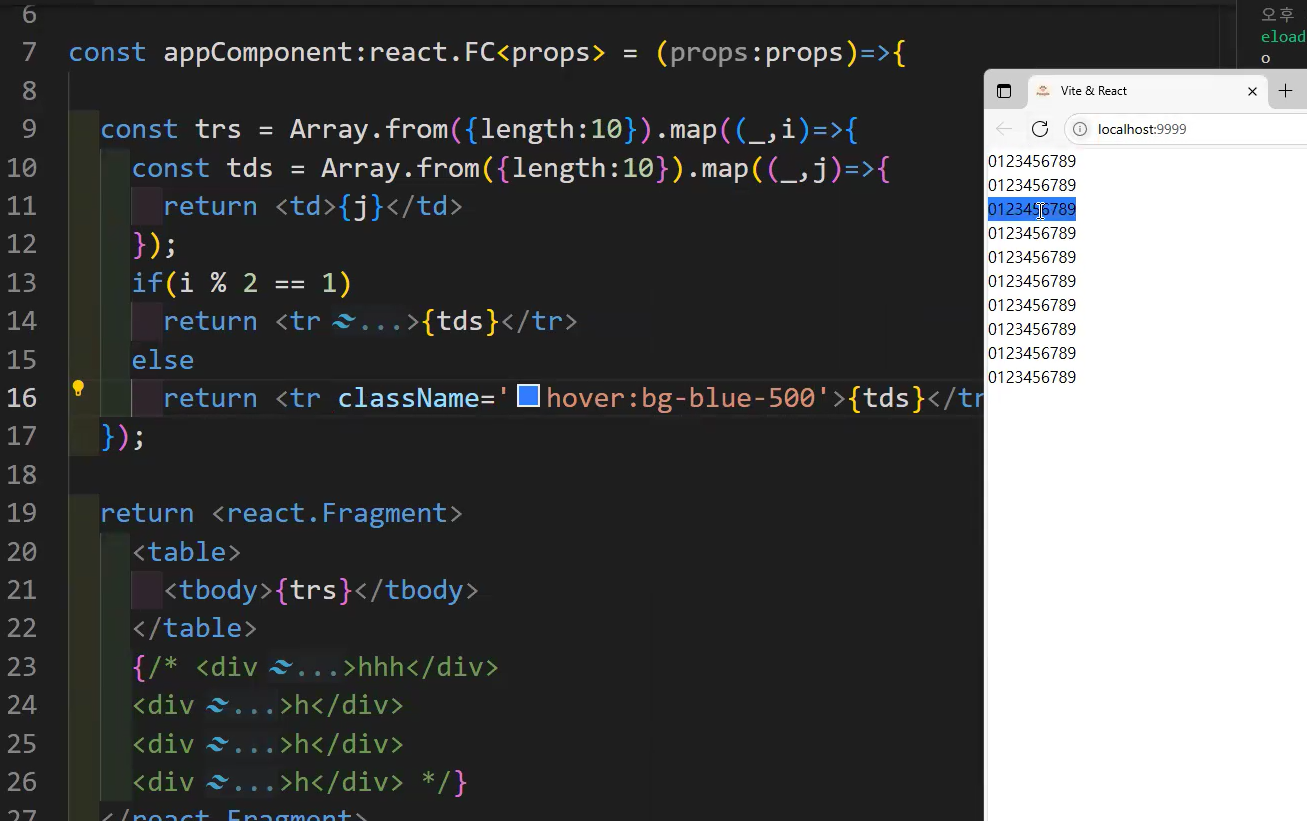 6
7 const appComponent:react.FC<props> = (props:props)=>{
8
9 const trs = Array.from({length:10}).map((_,i)=>{
10 const tds = Array.from({length:10}).map((_,j)=>{
11 return <td>{j}</td>
12 });
13 if(i % 2 == 1)
14 return <tr ...>{tds}</tr>
15 else
16 return <tr className='hover:bg-blue-500'>{tds}</tr
17 });
18
19 return <react.Fragment>
20 <table>
21 <tbody>{trs}</tbody>
22 </table>
23 {/* <div ...>hhh</div>
24 <div ...>h</div>
25 <div ...>h</div>
26 <div ...>h</div> */}
27 </react.Fragment>
오후
eload
o
Vite & React
localhost:9999
0123456789
0123456789
0123456789
0123456789
0123456789
0123456789
0123456789
0123456789
0123456789
0123456789